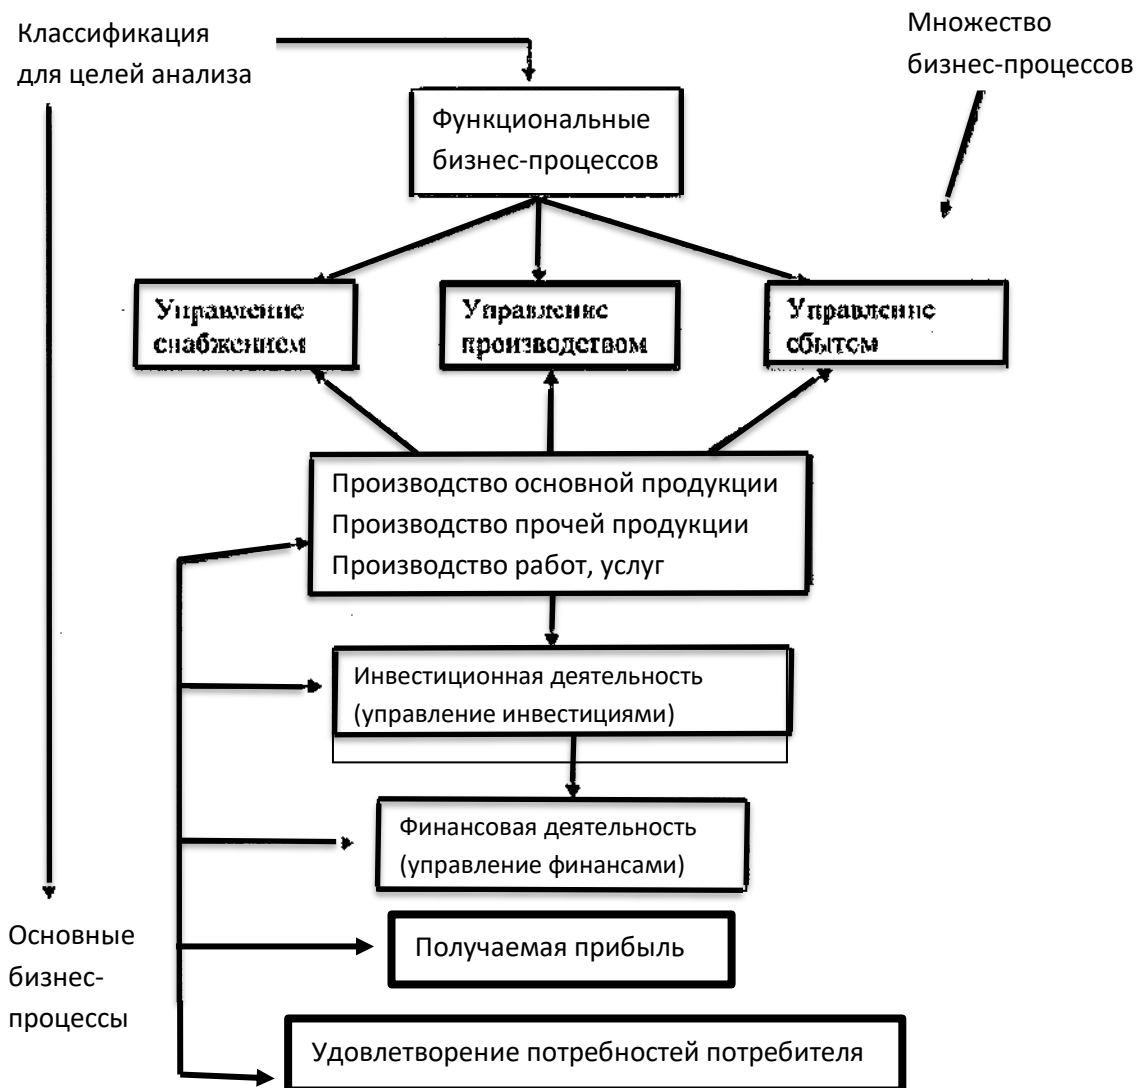 Классификация
для целей анализа
Множество
бизнес-процессов
Функциональные
бизнес-процессов
Управление
снабжением
Управление
производством
Управление
сбытом
Производство основной продукции
Производство прочей продукции
Производство работ, услуг
Инвестиционная деятельность
(управление инвестициями)
Финансовая деятельность
(управление финансами)
Основные
бизнес-
процессы
Получаемая прибыль
Удовлетворение потребностей потребителя